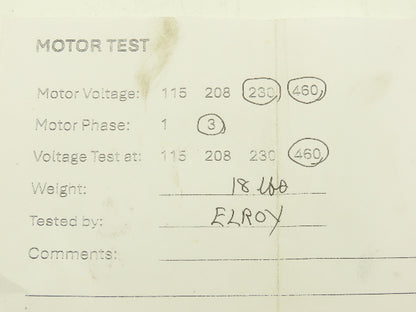 MOTOR TEST
Motor Voltage: 115 208 230 460
Motor Phase: 1 3
Voltage Test at: 115 208 230 460
Weight: 18 lbs
Tested by: ELROY
Comments: